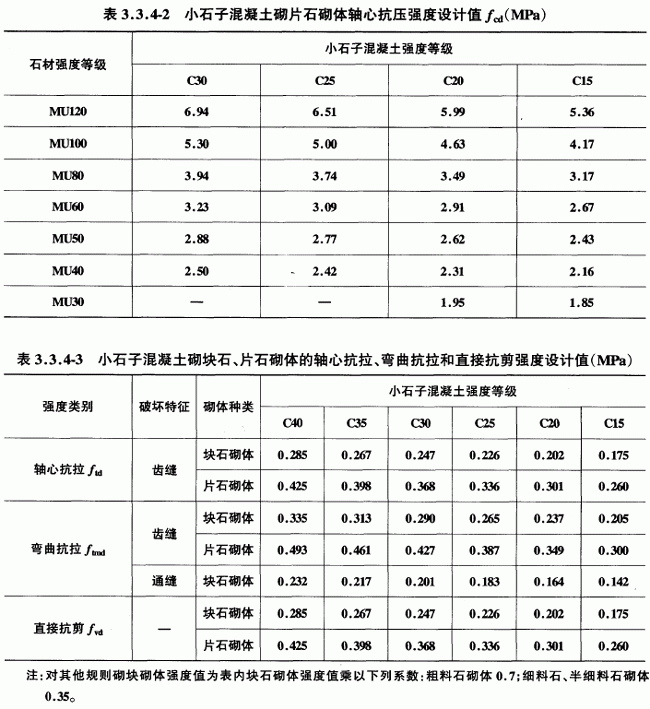 表 3.3.4-2 小石子混凝土砌片石砌体轴心抗压强度设计值 fcd(MPa)
石材强度等级 小石子混凝土强度等级
C30 C25 C20 C15
MU120 6.94 6.51 5.99 5.36
MU100 5.30 5.00 4.63 4.17
MU80 3.94 3.74 3.49 3.17
MU60 3.23 3.09 2.91 2.67
MU50 2.88 2.77 2.62 2.43
MU40 2.50 2.42 2.31 2.16
MU30 — — 1.95 1.85
表 3.3.4-3 小石子混凝土砌块石、片石砌体的轴心抗拉、弯曲抗拉和直接抗剪强度设计值(MPa)
强度类别 破坏特征 砌体种类 小石子混凝土强度等级
C40 C35 C30 C25 C20 C15
轴心抗拉 ftd 齿缝 块石砌体 0.285 0.267 0.247 0.226 0.202 0.175
片石砌体 0.425 0.398 0.368 0.336 0.301 0.260
弯曲抗拉 ftmd 齿缝 块石砌体 0.335 0.313 0.290 0.265 0.237 0.205
片石砌体 0.493 0.461 0.427 0.387 0.349 0.300
通缝 块石砌体 0.232 0.217 0.201 0.183 0.164 0.142
直接抗剪 fvd — 块石砌体 0.285 0.267 0.247 0.226 0.202 0.175
片石砌体 0.425 0.398 0.368 0.336 0.301 0.260
注:对其他规则砌块砌体强度值为表内块石砌体强度值乘以下列系数:粗料石砌体 0.7;细料石、半细料石砌体
0.35。